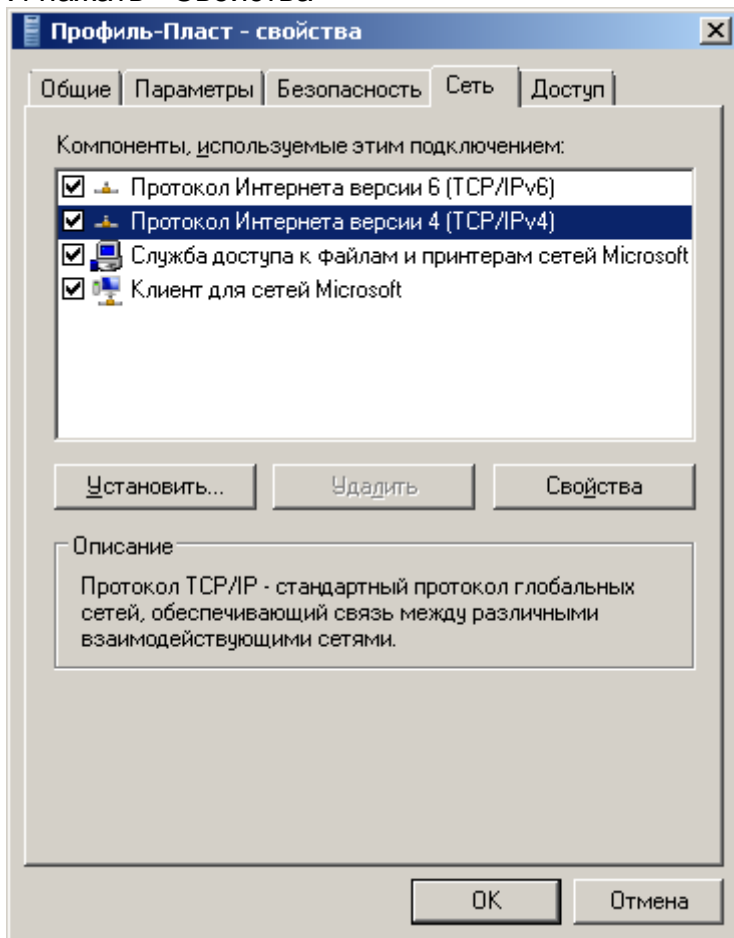 Профиль-Пласт - свойства
Общие Параметры Безопасность Сеть Доступ
Компоненты, используемые этим подключением:
Протокол Интернета версии 6 (TCP/IPv6)
Протокол Интернета версии 4 (TCP/IPv4)
Служба доступа к файлам и принтерам сетей Microsoft
Клиент для сетей Microsoft
Установить... Удалить Свойства
Описание
Протокол TCP/IP - стандартный протокол глобальных
сетей, обеспечивающий связь между различными
взаимодействующими сетями.
OK Отмена